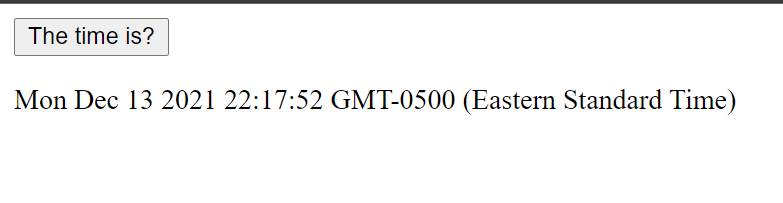 The time is?
Mon Dec 13 2021 22:17:52 GMT-0500 (Eastern Standard Time)